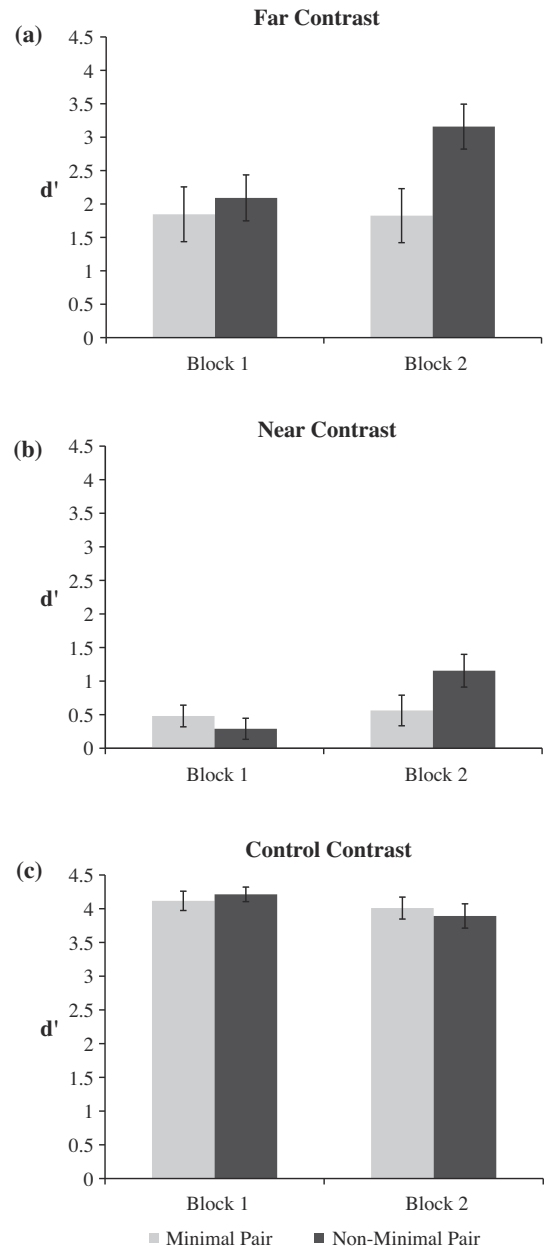 Far Contrast
(a)
4.5
4
3.5
3
2.5
2
1.5
1
0.5
0
d'
Block 1 Block 2
Near Contrast
(b)
4.5
4
3.5
3
2.5
2
1.5
1
0.5
0
d'
Block 1 Block 2
Control Contrast
(c)
4.5
4
3.5
3
2.5
2
1.5
1
0.5
0
d'
Block 1 Block 2
Minimal Pair Non-Minimal Pair